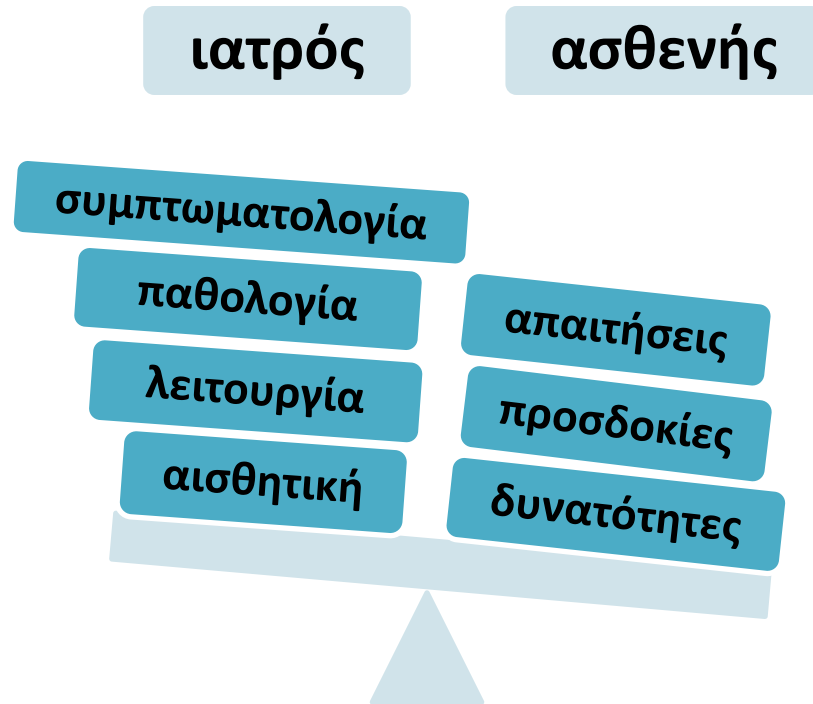 ιατρός
ασθενής
συμπτωματολογία
παθολογία
λειτουργία
αισθητική
απαιτήσεις
προσδοκίες
δυνατότητες